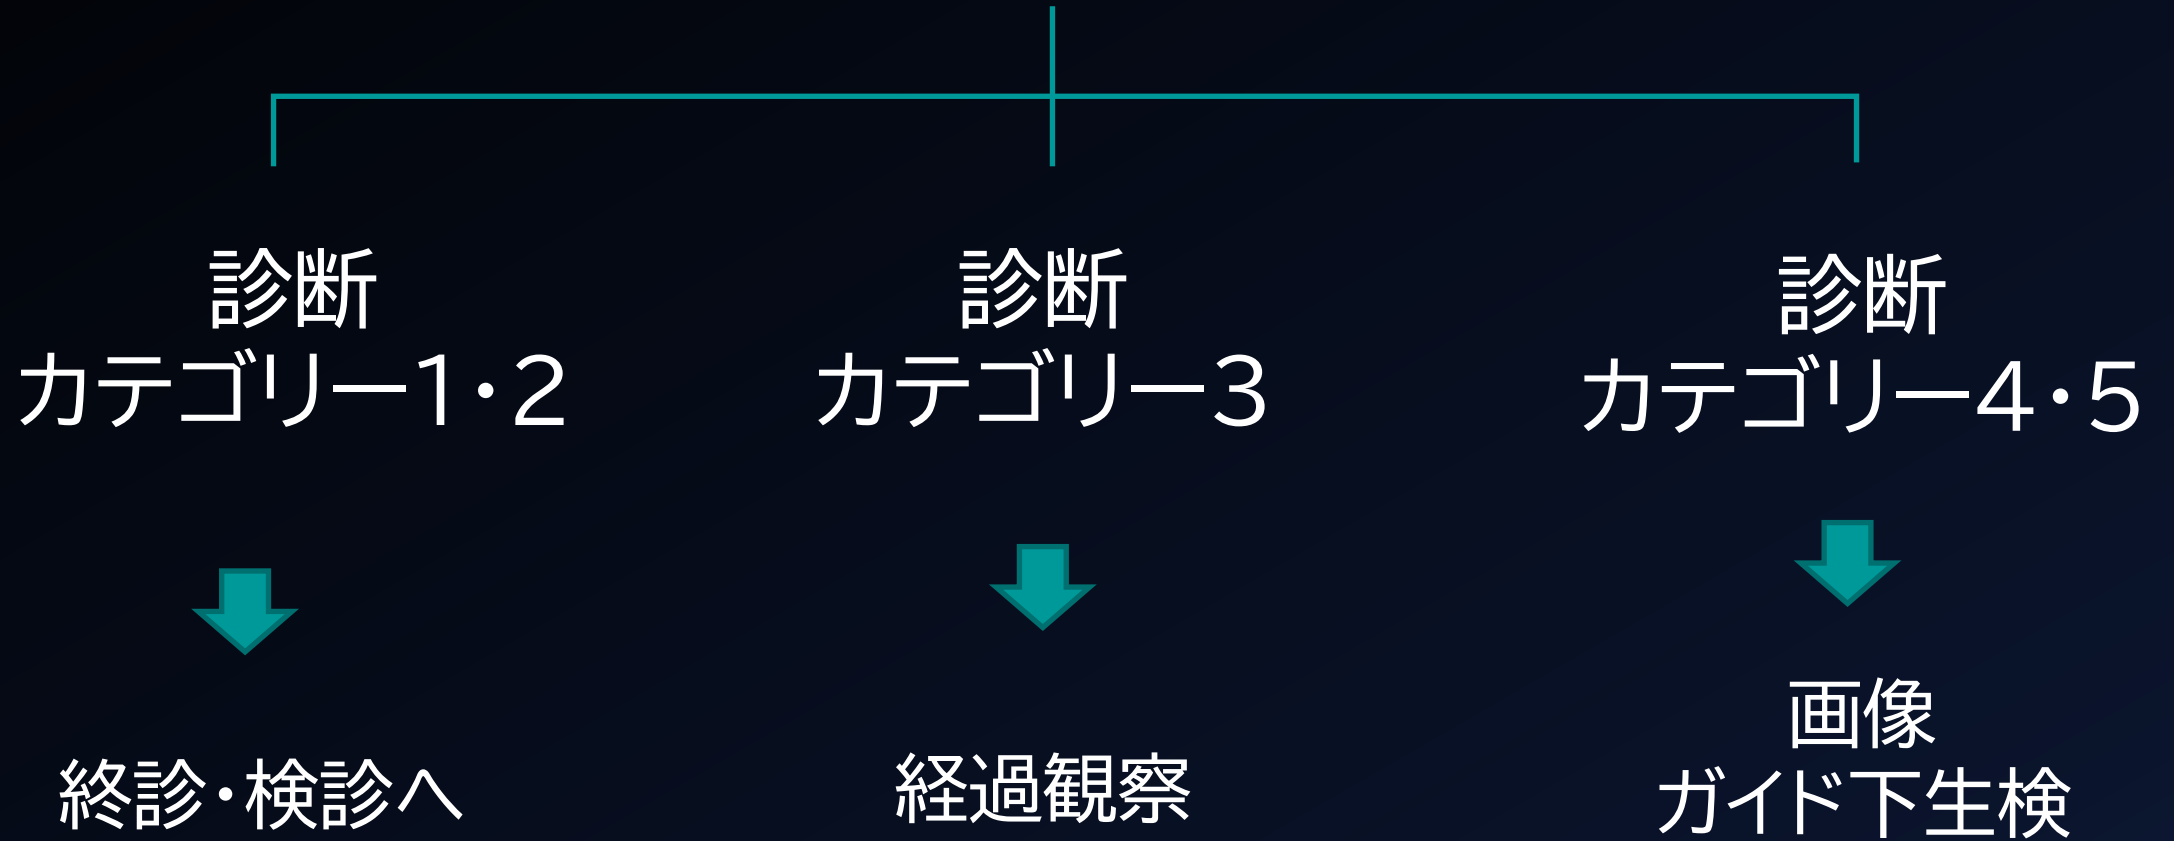 診断
カテゴリー1・2
診断
カテゴリー3
診断
カテゴリー4・5
終診・検診へ
経過観察
画像
ガイド下生検